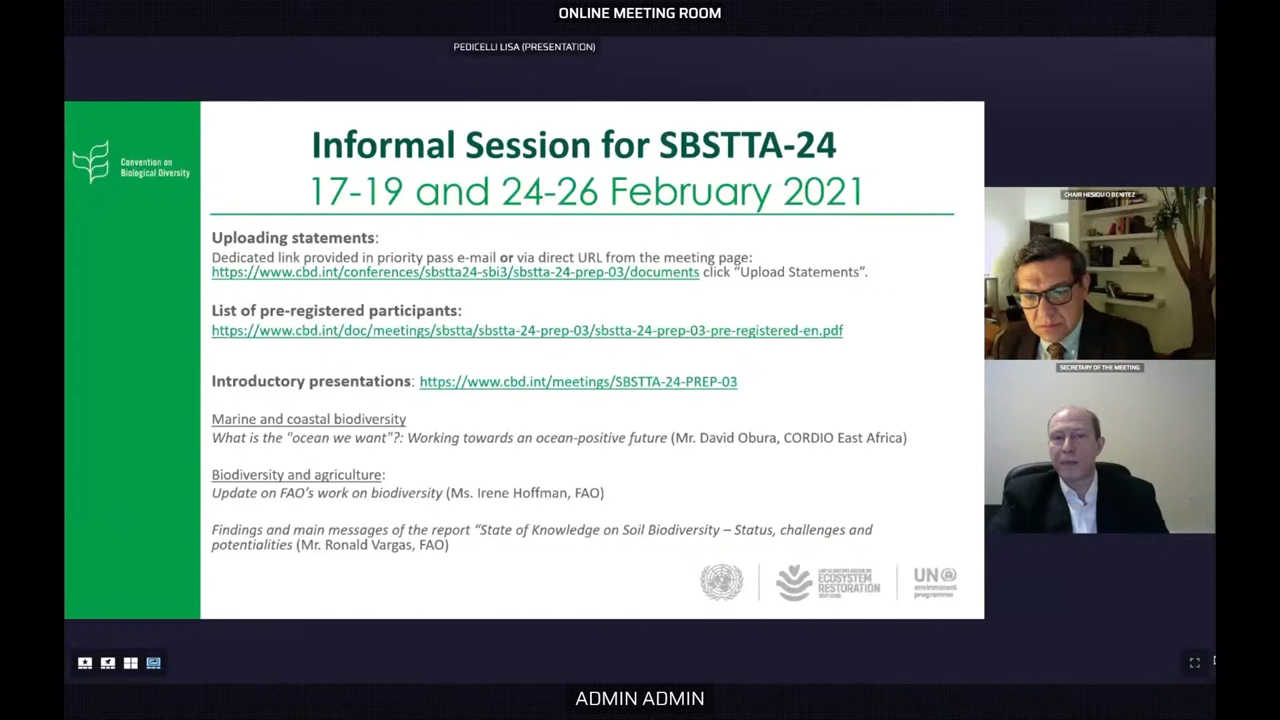 ONLINE MEETING ROOM
PEDICELLI LISA (PRESENTATION)
Convention on
Biological Diversity
Informal Session for SBSTTA-24
17-19 and 24-26 February 2021
Uploading statements:
Dedicated link provided in priority pass e-mail or via direct URL from the meeting page:
https://www.cbd.int/conferences/sbstta24-sbi3/sbstta-24-prep-03/documents click “Upload Statements”.
List of pre-registered participants:
https://www.cbd.int/doc/meetings/sbstta/sbstta-24-prep-03/sbstta-24-prep-03-pre-registered-en.pdf
Introductory presentations: https://www.cbd.int/meetings/SBSTTA-24-PREP-03
Marine and coastal biodiversity
What is the "ocean we want"?: Working towards an ocean-positive future (Mr. David Obura, CORDIO East Africa)
Biodiversity and agriculture:
Update on FAO’s work on biodiversity (Ms. Irene Hoffman, FAO)
Findings and main messages of the report “State of Knowledge on Soil Biodiversity – Status, challenges and
potentialities (Mr. Ronald Vargas, FAO)
ECOSYSTEM
RESTORATION
UN
environment
programme
CHAIR HESIQUIO BENITEZ
SECRETARY OF THE MEETING
ADMIN ADMIN